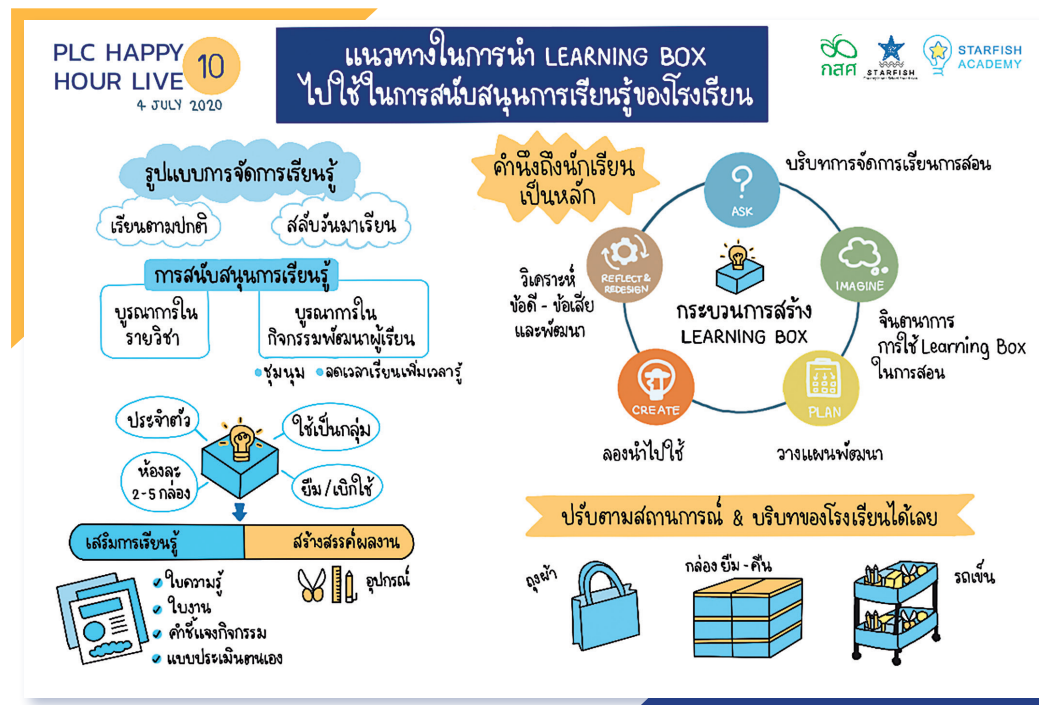 PLC HAPPY
HOUR LIVE 10
4 JULY 2020
แนวทางในการนำ LEARNING BOX
ไปใช้ในการสนับสนุนการเรียนรู้ของโรงเรียน
กสศ
STARFISH
STARFISH
ACADEMY
รูปแบบการจัดการเรียนรู้
เรียนตามปกติ
สลับวันมาเรียน
การสนับสนุนการเรียนรู้
บูรณาการใน
รายวิชา
บูรณาการใน
กิจกรรมพัฒนาผู้เรียน
ชุมนุม
ลดเวลาเรียนเพิ่มเวลารู้
ประจำตัว
ใช้เป็นกลุ่ม
ห้องละ
2-5 กล่อง
ยืม/เบิกใช้
เสริมการเรียนรู้
สร้างสรรค์ผลงาน
ใบความรู้
ใบงาน
คำชี้แจงกิจกรรม
แบบประเมินตนเอง
อุปกรณ์
คำนึงถึงนักเรียน
เป็นหลัก
?
ASK
บริบทการจัดการเรียนการสอน
IMAGINE
จินตนาการ
การใช้ Learning Box
ในการสอน
PLAN
วางแผนพัฒนา
CREATE
ลองนำไปใช้
REFLECT &
REDESIGN
วิเคราะห์
ข้อดี - ข้อเสีย
และพัฒนา
กระบวนการสร้าง
LEARNING BOX
ปรับตามสถานการณ์ & บริบทของโรงเรียนได้เลย
ถุงผ้า
กล่อง ยืม - คืน
รถเข็น